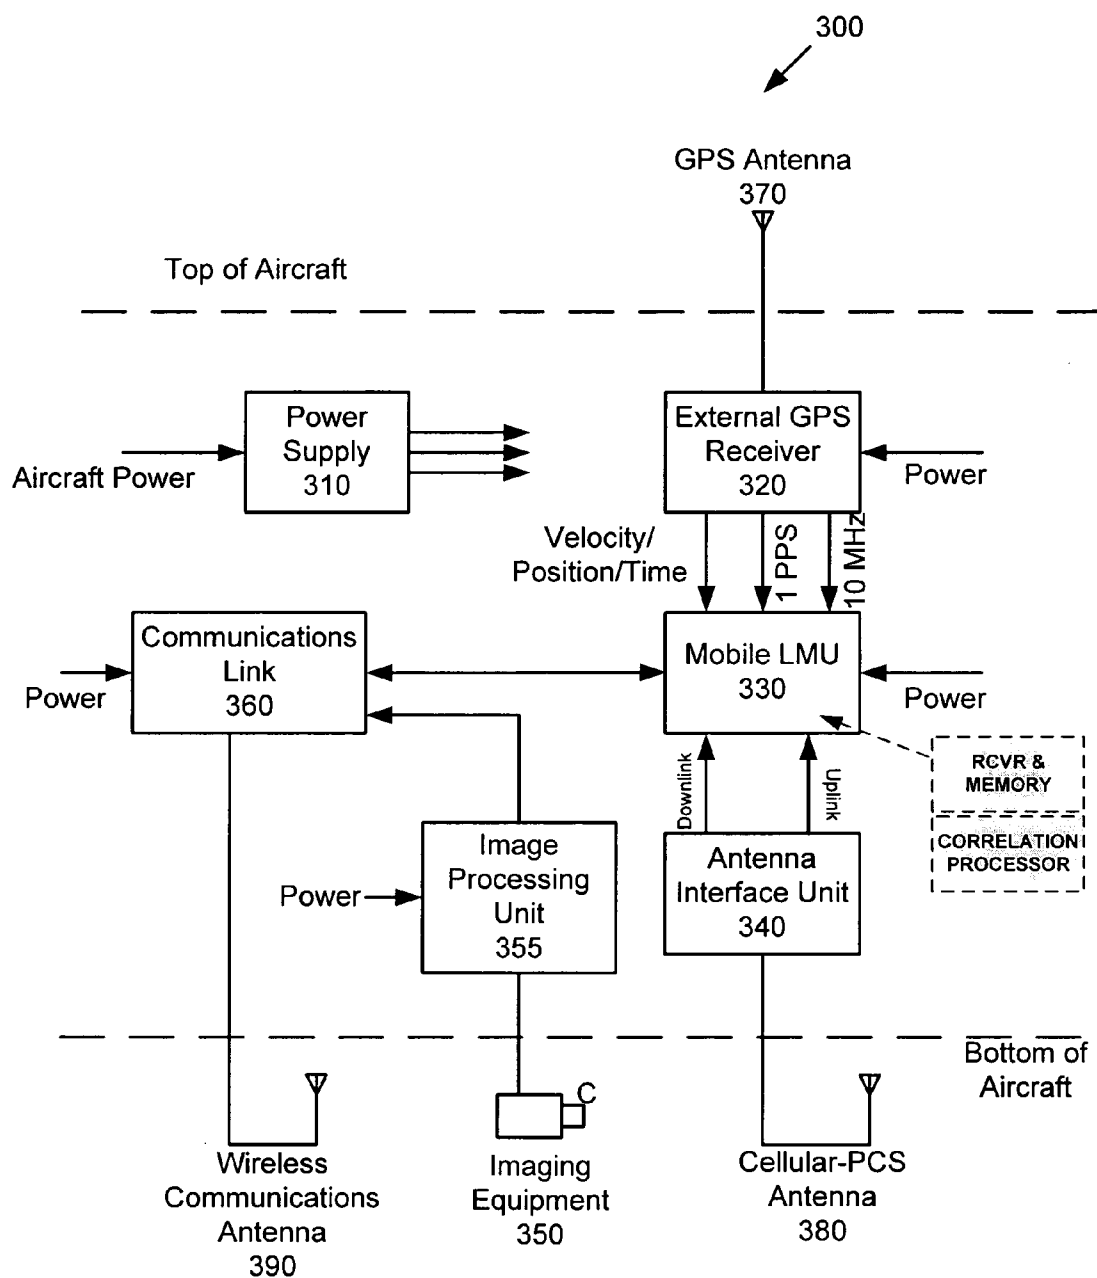 300
GPS Antenna
370
Top of Aircraft
Power
Supply
310
Aircraft Power
External GPS
Receiver
320
Power
Velocity/
Position/Time
1 PPS
10 MHz
Communications
Link
360
Power
Mobile LMU
330
Power
RCVR &
MEMORY
CORRELATION
PROCESSOR
Downlink
Uplink
Image
Processing
Unit
355
Power
Antenna
Interface Unit
340
Bottom of
Aircraft
C
Wireless
Communications
Antenna
390
Imaging
Equipment
350
Cellular-PCS
Antenna
380